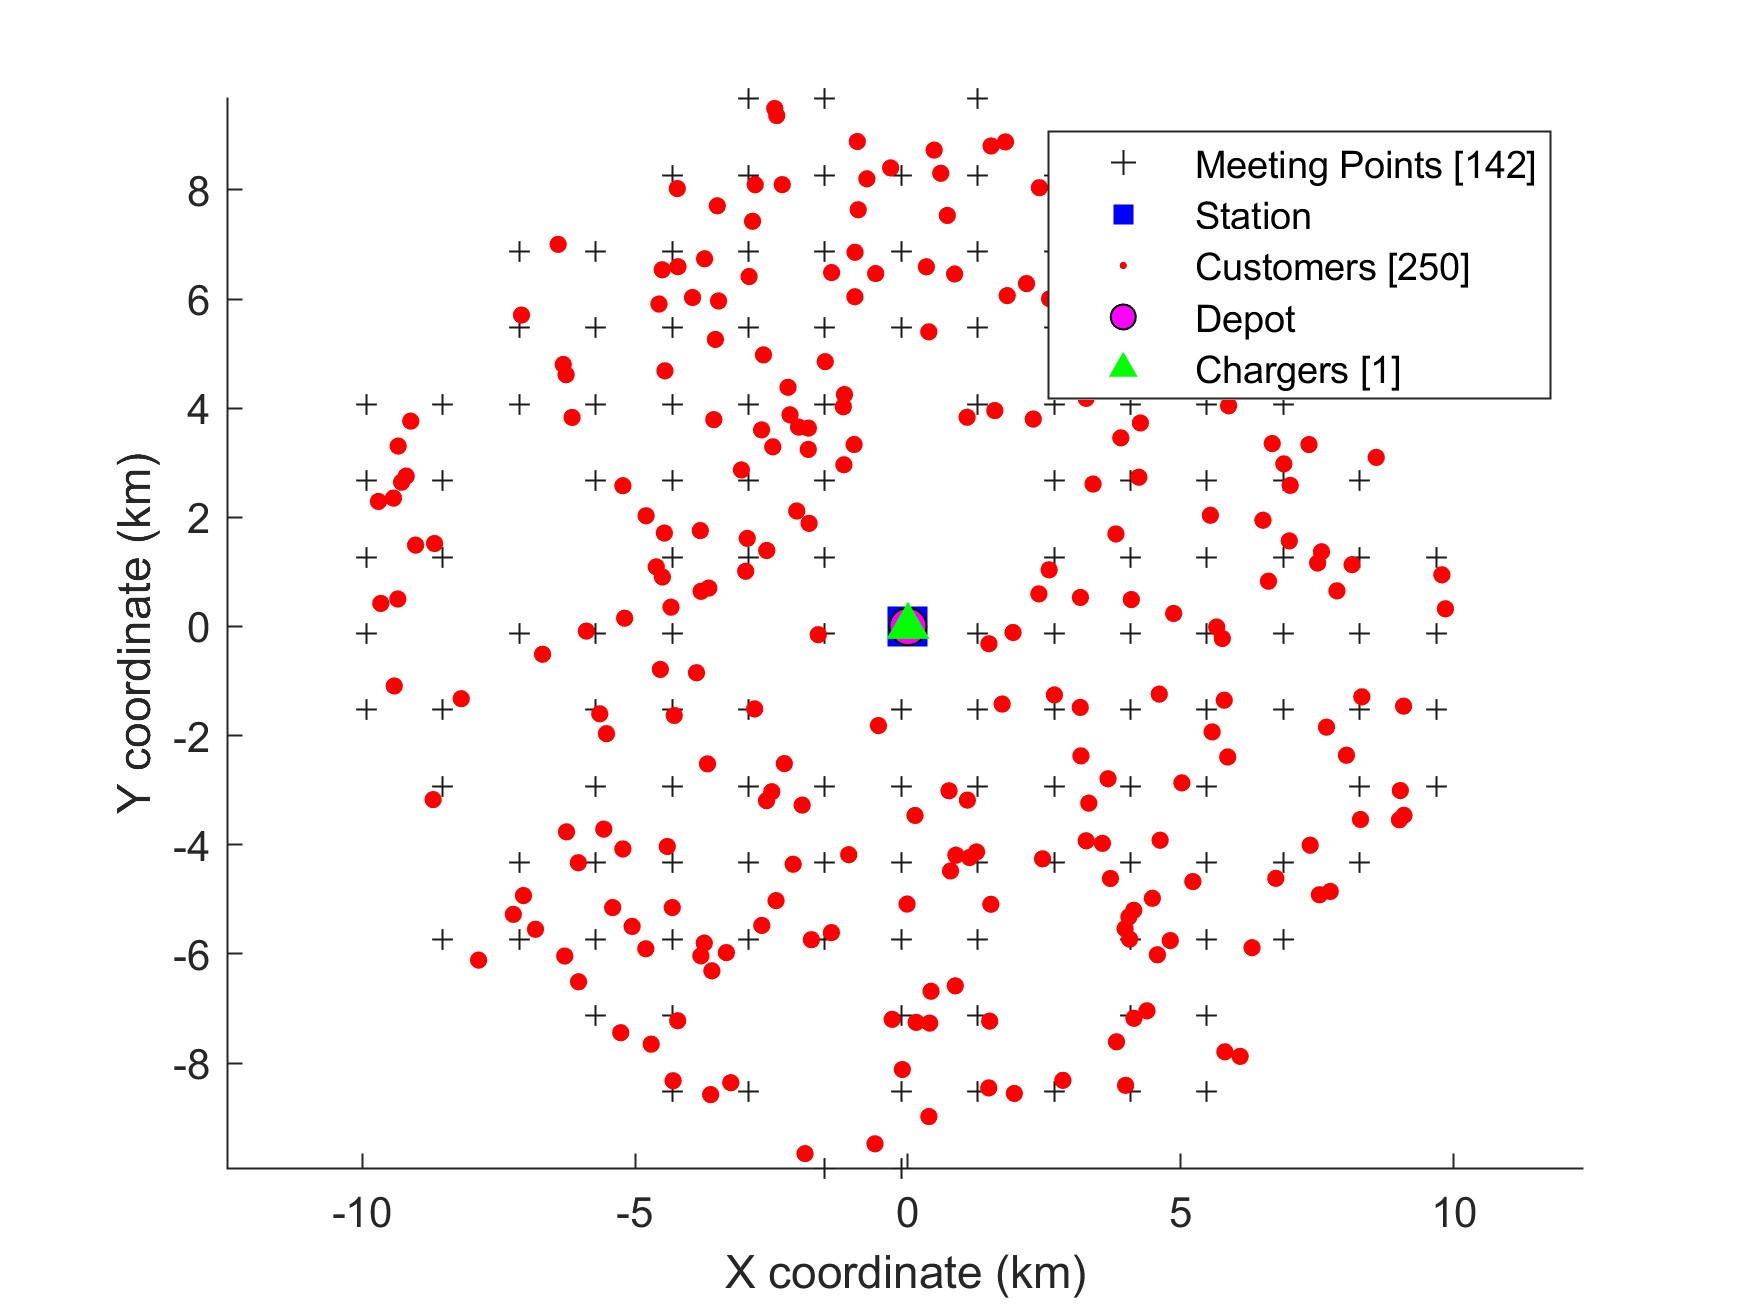 Meeting Points [142]
Station
Customers [250]
Depot
Chargers [1]
8
6
4
2
0
-2
-4
-6
-8
Y coordinate (km)
-10 -5 0 5 10
X coordinate (km)